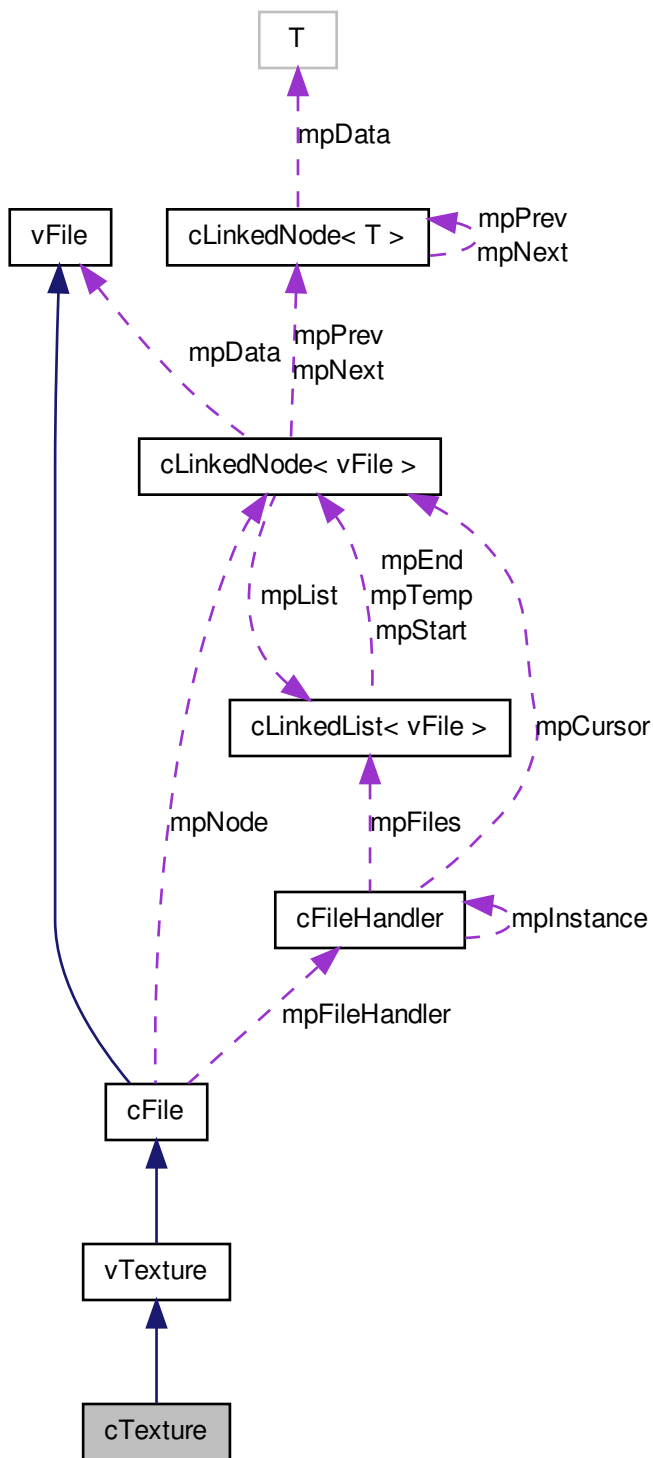 T
mpData
vFile
cLinkedNode< T >
mpPrev
mpNext
mpData
mpPrev
mpNext
cLinkedNode< vFile >
mpList
mpEnd
mpTemp
mpStart
cLinkedList< vFile >
mpCursor
mpNode
mpFiles
cFileHandler
mpInstance
mpFileHandler
cFile
vTexture
cTexture